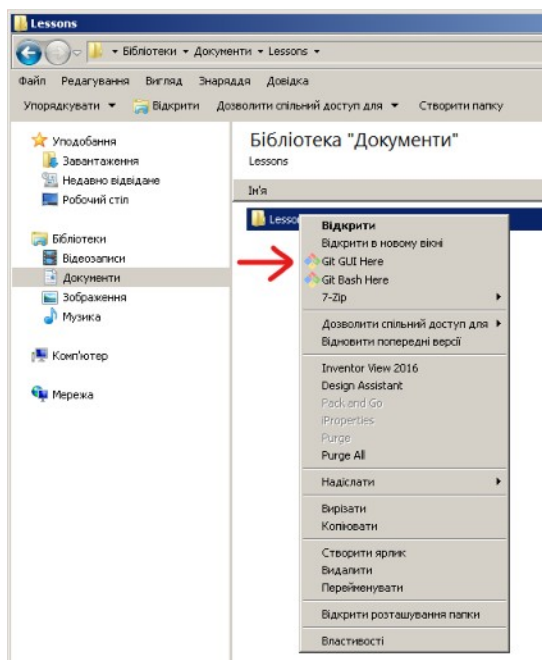 Lessons
Бібліотеки Документи Lessons
Файл Редагування Вигляд Знаряддя Довідка
Упорядкувати Відкрити Дозволити спільний доступ для Створити папку
Уподобання
Завантаження
Недавно відвідане
Робочий стіл
Бібліотеки
Відеозаписи
Документи
Зображення
Музика
Комп'ютер
Мережа
Бібліотека "Документи"
Lessons
Ім'я
Відкрити
Відкрити в новому вікні
Git GUI Here
Git Bash Here
7-Zip
Дозволити спільний доступ для
Відновити попередні версії
Inventor View 2016
Design Assistant
Pack and Go
iProperties
Purge
Purge All
Надіслати
Вирізати
Копіювати
Створити ярлик
Видалити
Перейменувати
Відкрити розташування папки
Властивості